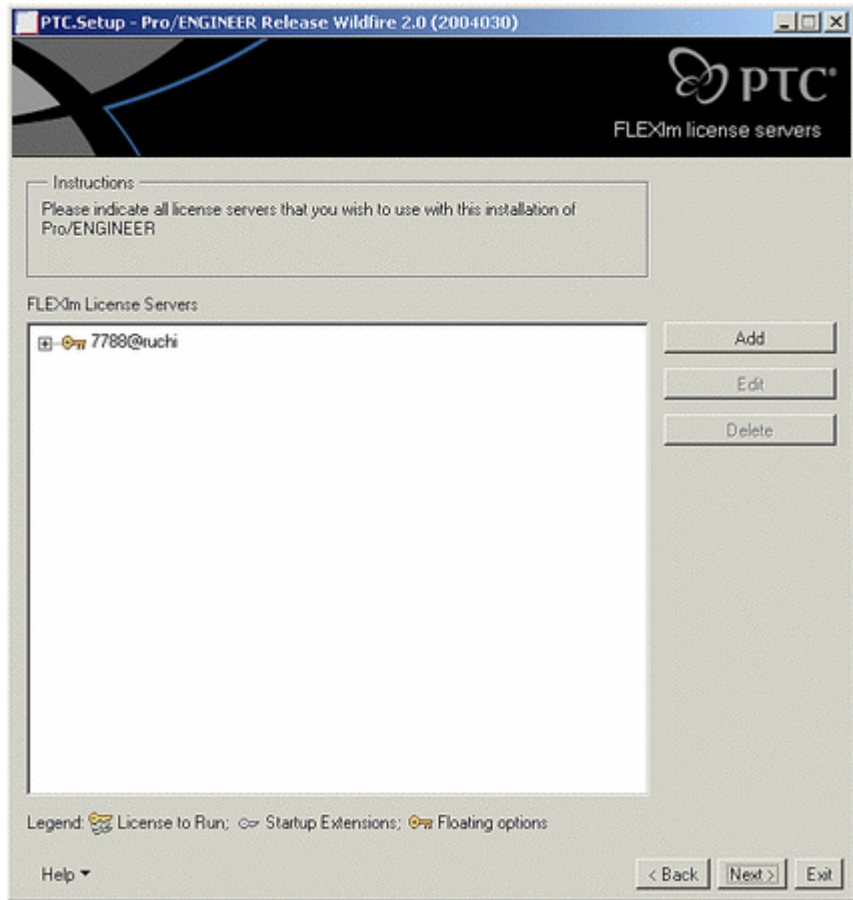 PTC.Setup - Pro/ENGINEER Release Wildfire 2.0 (2004030)
PTC®
FLEXlm license servers
Instructions
Please indicate all license servers that you wish to use with this installation of
Pro/ENGINEER
FLEXlm License Servers
7788@ruchi
Add
Edit
Delete
Legend: License to Run; Startup Extensions; Floating options
Help
< Back
Next >
Exit